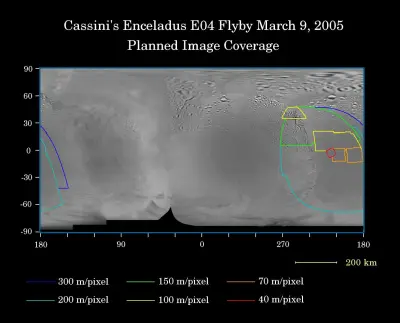 Cassini's Enceladus E04 Flyby March 9, 2005
Planned Image Coverage
90
60
30
0
-30
-60
-90
180 90 0 270 180
200 km
300 m/pixel 150 m/pixel 70 m/pixel
200 m/pixel 100 m/pixel 40 m/pixel